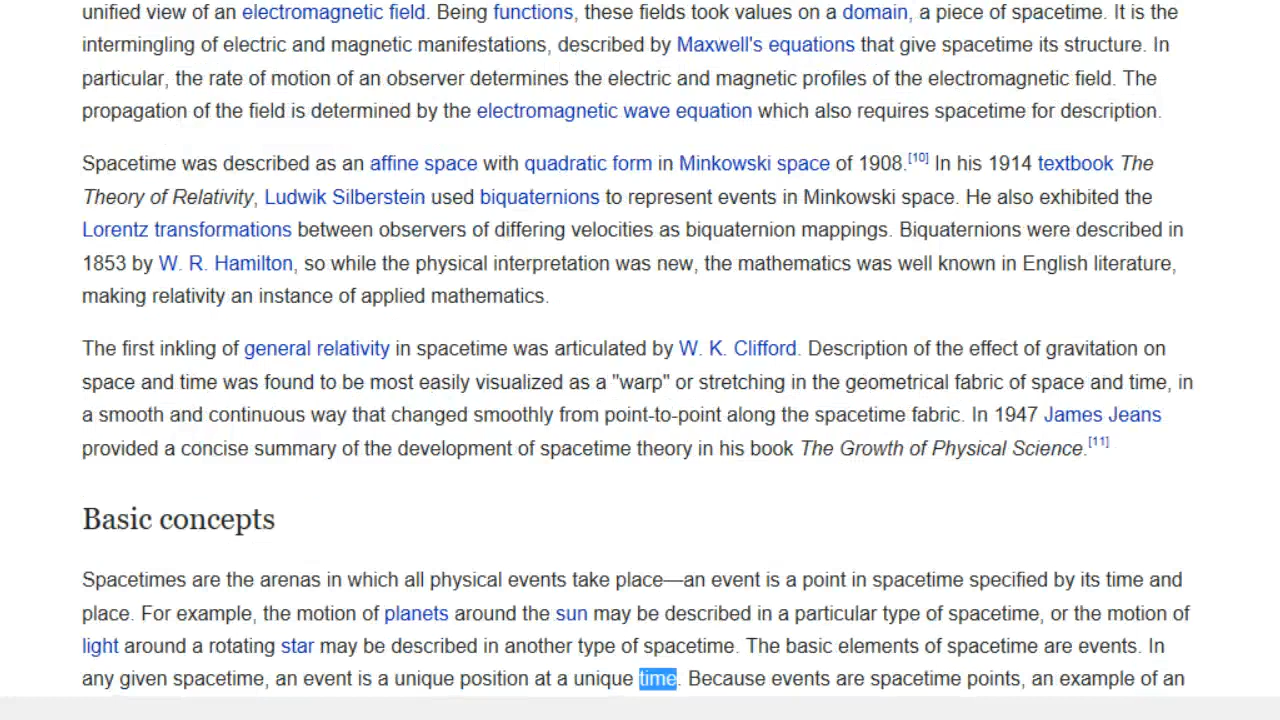 unified view of an electromagnetic field. Being functions, these fields took values on a domain, a piece of spacetime. It is the
intermingling of electric and magnetic manifestations, described by Maxwell's equations that give spacetime its structure. In
particular, the rate of motion of an observer determines the electric and magnetic profiles of the electromagnetic field. The
propagation of the field is determined by the electromagnetic wave equation which also requires spacetime for description.
Spacetime was described as an affine space with quadratic form in Minkowski space of 1908.[10] In his 1914 textbook The
Theory of Relativity, Ludwik Silberstein used biquaternions to represent events in Minkowski space. He also exhibited the
Lorentz transformations between observers of differing velocities as biquaternion mappings. Biquaternions were described in
1853 by W. R. Hamilton, so while the physical interpretation was new, the mathematics was well known in English literature,
making relativity an instance of applied mathematics.
The first inkling of general relativity in spacetime was articulated by W. K. Clifford. Description of the effect of gravitation on
space and time was found to be most easily visualized as a "warp" or stretching in the geometrical fabric of space and time, in
a smooth and continuous way that changed smoothly from point-to-point along the spacetime fabric. In 1947 James Jeans
provided a concise summary of the development of spacetime theory in his book The Growth of Physical Science.[11]
Basic concepts
Spacetimes are the arenas in which all physical events take place—an event is a point in spacetime specified by its time and
place. For example, the motion of planets around the sun may be described in a particular type of spacetime, or the motion of
light around a rotating star may be described in another type of spacetime. The basic elements of spacetime are events. In
any given spacetime, an event is a unique position at a unique time. Because events are spacetime points, an example of an